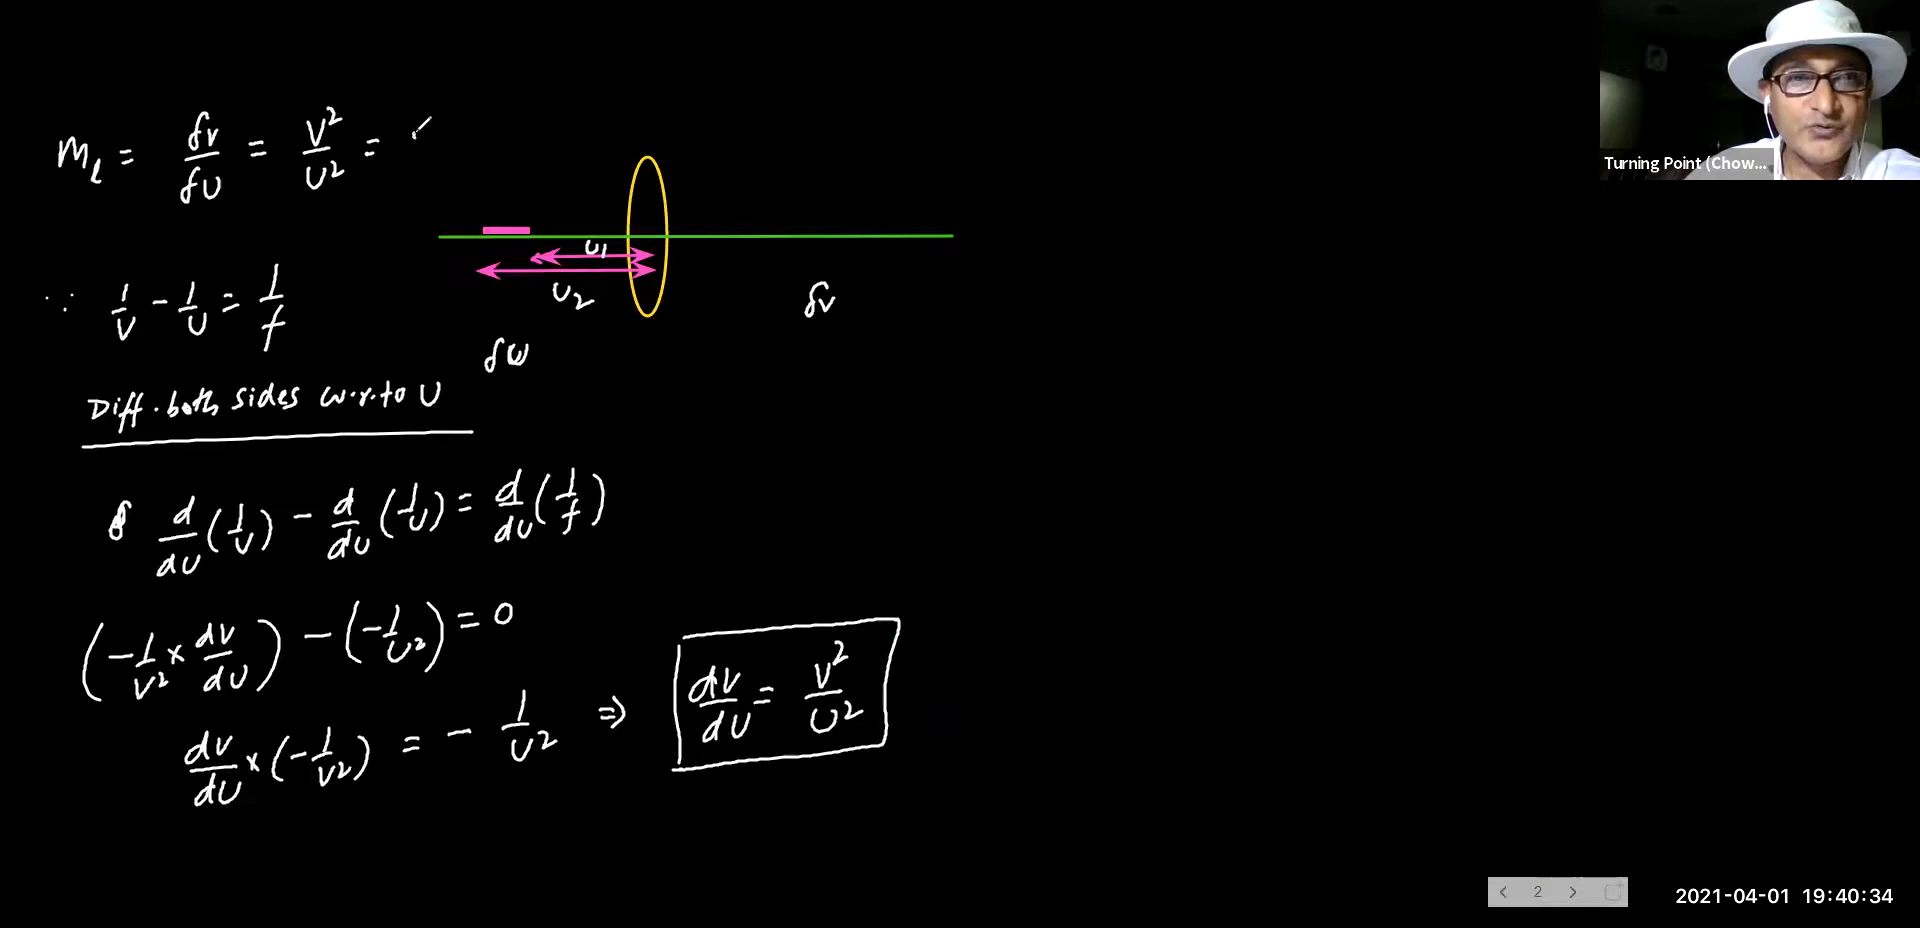 m_l = δv/δu = v²/u² =
∵ 1/v - 1/u = 1/f
u₁
u₂
δv
δu
Diff. both sides w.r.to u
d/du (1/v) - d/du (1/u) = d/du (1/f)
(-1/v² × dv/du) - (-1/u²) = 0
dv/du × (-1/v²) = - 1/u² ⇒ dv/du = v²/u²
Turning Point (Chow...
2
2021-04-01 19:40:34